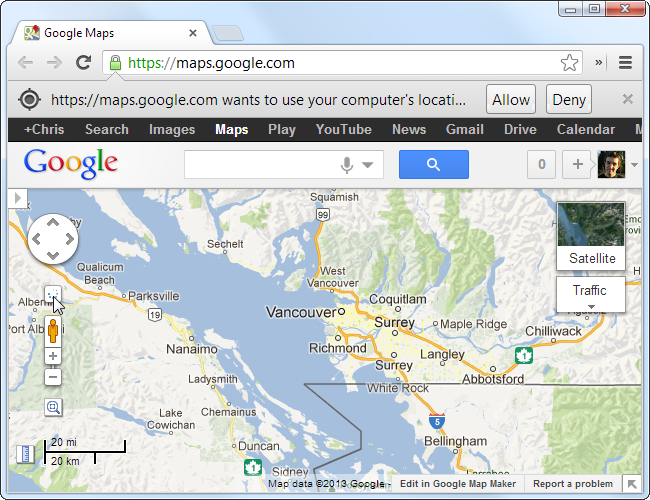 Google Maps
https://maps.google.com
»
https://maps.google.com wants to use your computer's locati...
Allow
Deny
+Chris Search Images Maps Play YouTube News Gmail Drive Calendar
Google
0
+
Squamish
99
Satellite
Traffic
Sechelt
Qualicum
Beach
West
Vancouver
Parksville
Port Alberni
19
Vancouver
Coquitlam
Surrey
Maple Ridge
Chilliwack
Nanaimo
Richmond
Langley
1
Surrey
Abbotsford
Ladysmith
White Rock
Lake
Cowichan
Chemainus
5
Bellingham
Duncan
20 mi
20 km
1
Sidney
Map data ©2013 Google -
Edit in Google Map Maker
Report a problem